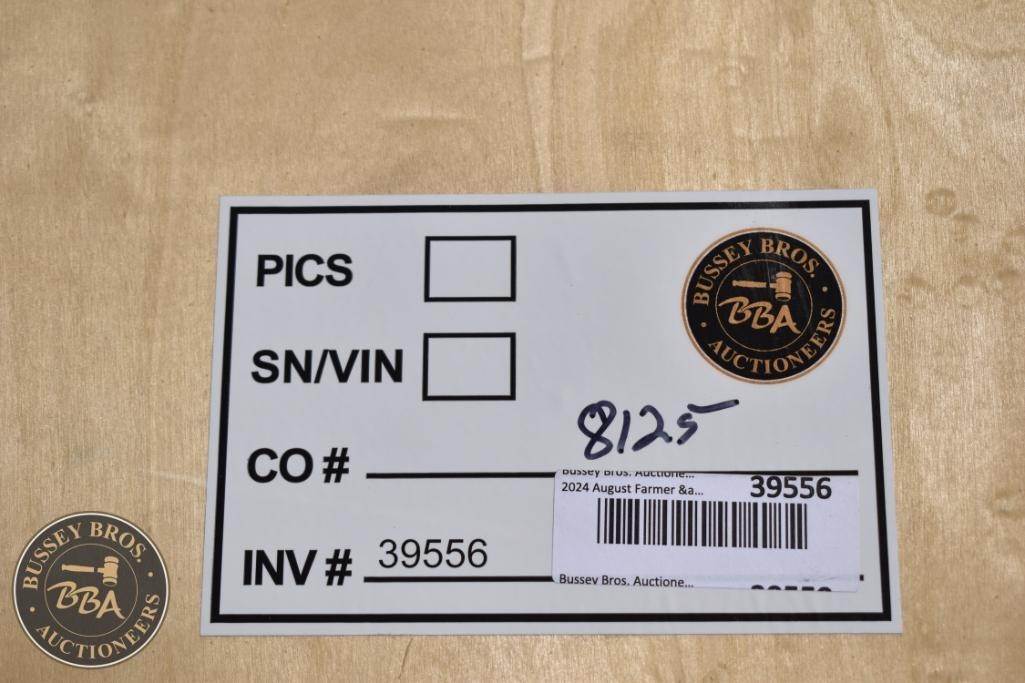 PICS
BUSSEY BROS.
BBA
AUCTIONEERS
SN/VIN
8125
CO #
Bussey Bros. Auctione...
2024 August Farmer &a...
39556
INV # 39556
Bussey Bros. Auctione...
BUSSEY BROS.
BBA
AUCTIONEERS